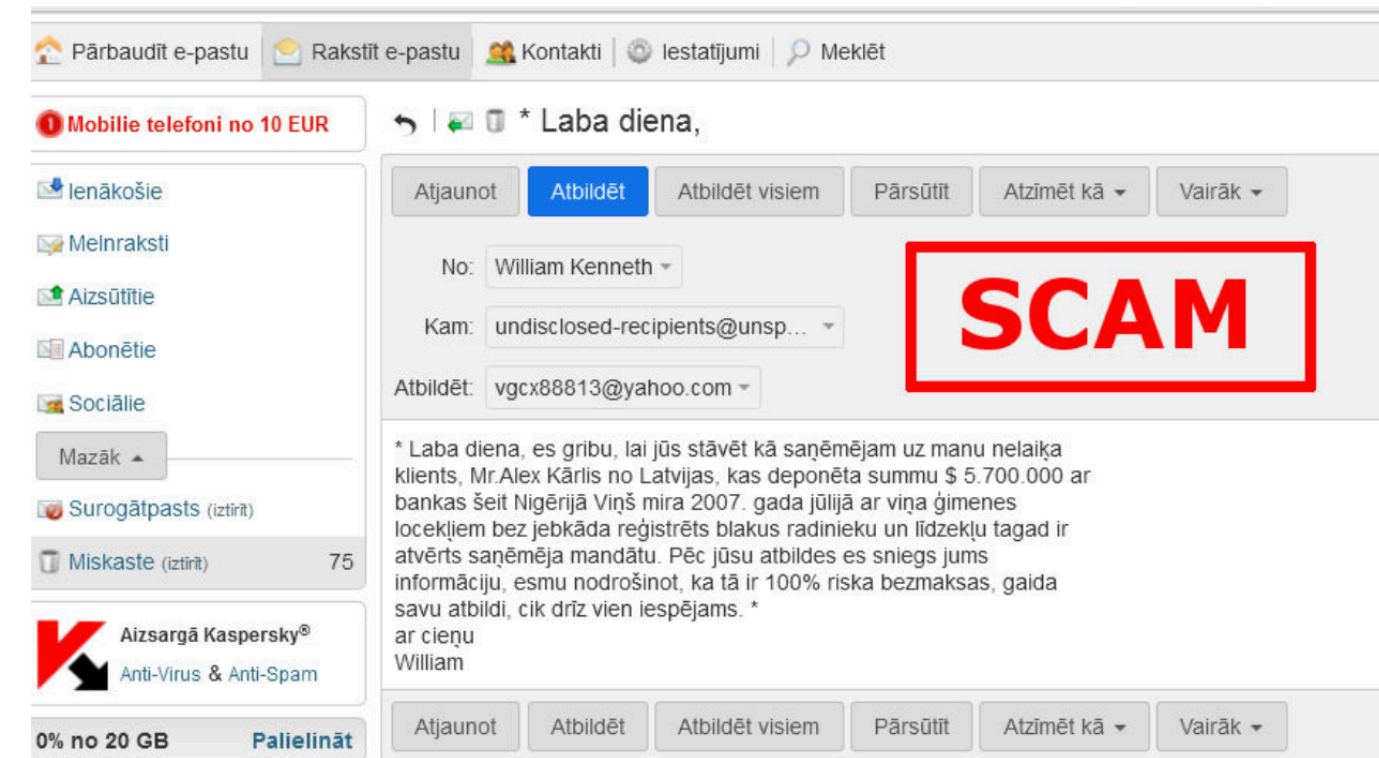 Pārbaudīt e-pastu Rakstīt e-pastu Kontakti Iestatījumi Meklēt
1 Mobilie telefoni no 10 EUR
Ienākošie
Melnraksti
Aizsūtītie
Abonētie
Sociālie
Mazāk
Surogātpasts (iztīrīt)
Miskaste (iztīrīt) 75
Aizsargā Kaspersky®
Anti-Virus & Anti-Spam
0% no 20 GB Palielināt
* Laba diena,
Atjaunot Atbildēt Atbildēt visiem Pārsūtīt Atzīmēt kā Vairāk
No: William Kenneth
Kam: undisclosed-recipients@unsp...
Atbildēt: vgcx88813@yahoo.com
SCAM
* Laba diena, es gribu, lai jūs stāvēt kā saņēmējam uz manu nelaiķa
klients, Mr.Alex Kārlis no Latvijas, kas deponēta summu $ 5.700.000 ar
bankas šeit Nigērijā Viņš mira 2007. gada jūlijā ar viņa ģimenes
locekļiem bez jebkāda reģistrēts blakus radinieku un līdzekļu tagad ir
atvērts saņēmēja mandātu. Pēc jūsu atbildes es sniegs jums
informāciju, esmu nodrošinot, ka tā ir 100% riska bezmaksas, gaida
savu atbildi, cik drīz vien iespējams. *
ar cieņu
William
Atjaunot Atbildēt Atbildēt visiem Pārsūtīt Atzīmēt kā Vairāk